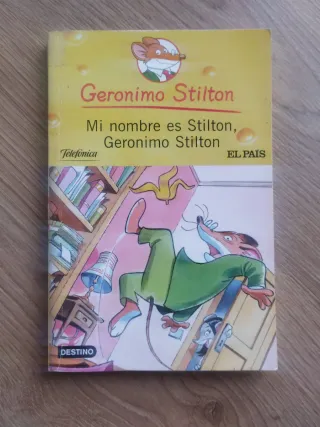 Geronimo Stilton
Mi nombre es Stilton,
Geronimo Stilton
Telefónica
EL PAIS
DESTINO